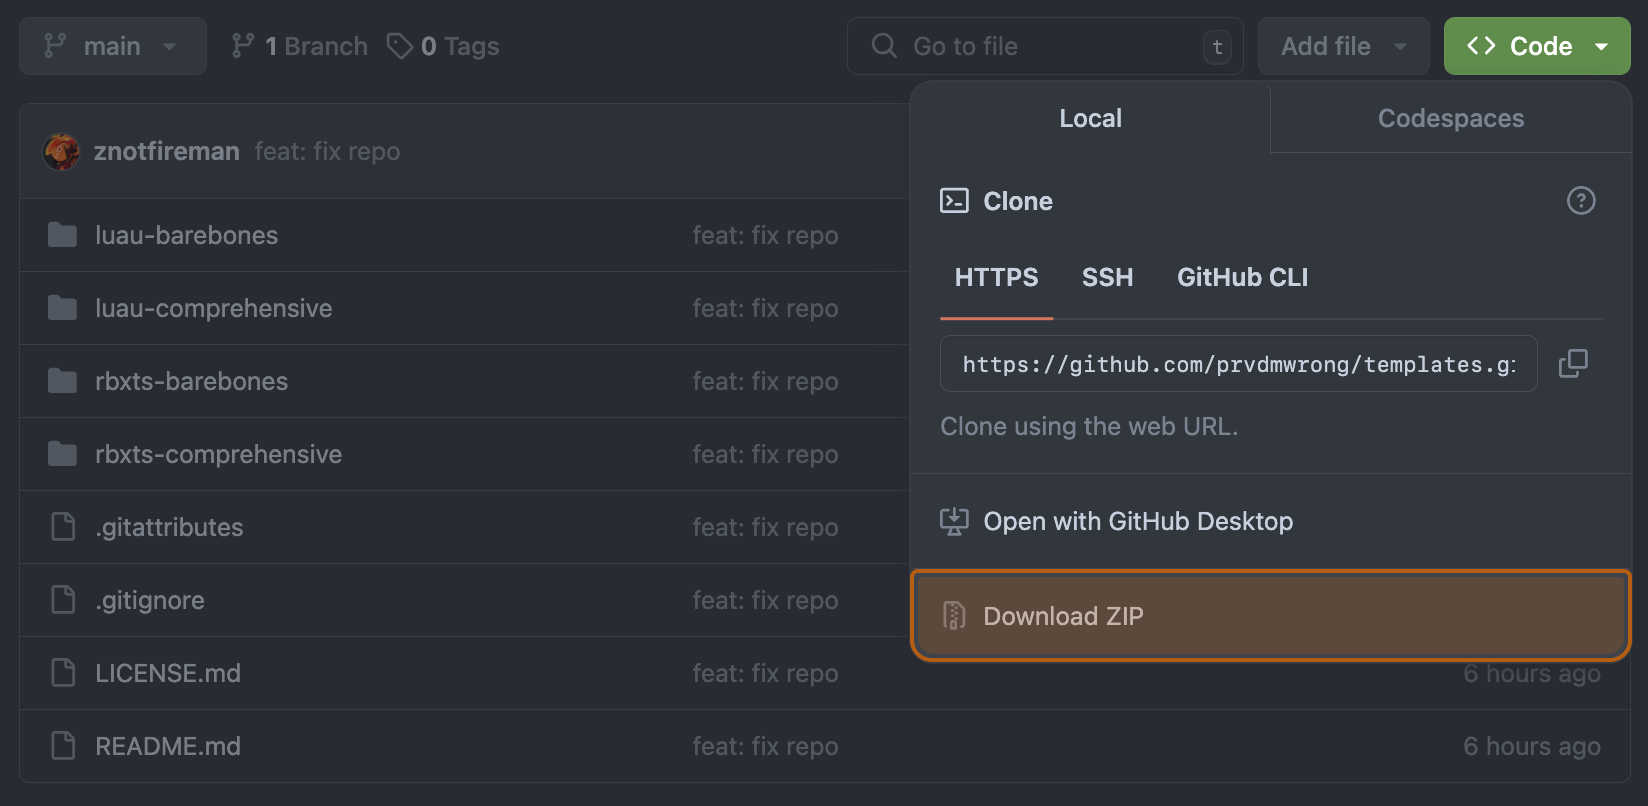 main 1 Branch 0 Tags Go to file t Add file <> Code
Local Codespaces
znotfireman feat: fix repo
Clone ?
luau-barebones feat: fix repo
HTTPS SSH GitHub CLI
luau-comprehensive feat: fix repo
https://github.com/prvdmwrong/templates.gi
rbxts-barebones feat: fix repo
Clone using the web URL.
rbxts-comprehensive feat: fix repo
.gitattributes feat: fix repo
Open with GitHub Desktop
.gitignore feat: fix repo
Download ZIP
LICENSE.md feat: fix repo 6 hours ago
README.md feat: fix repo 6 hours ago